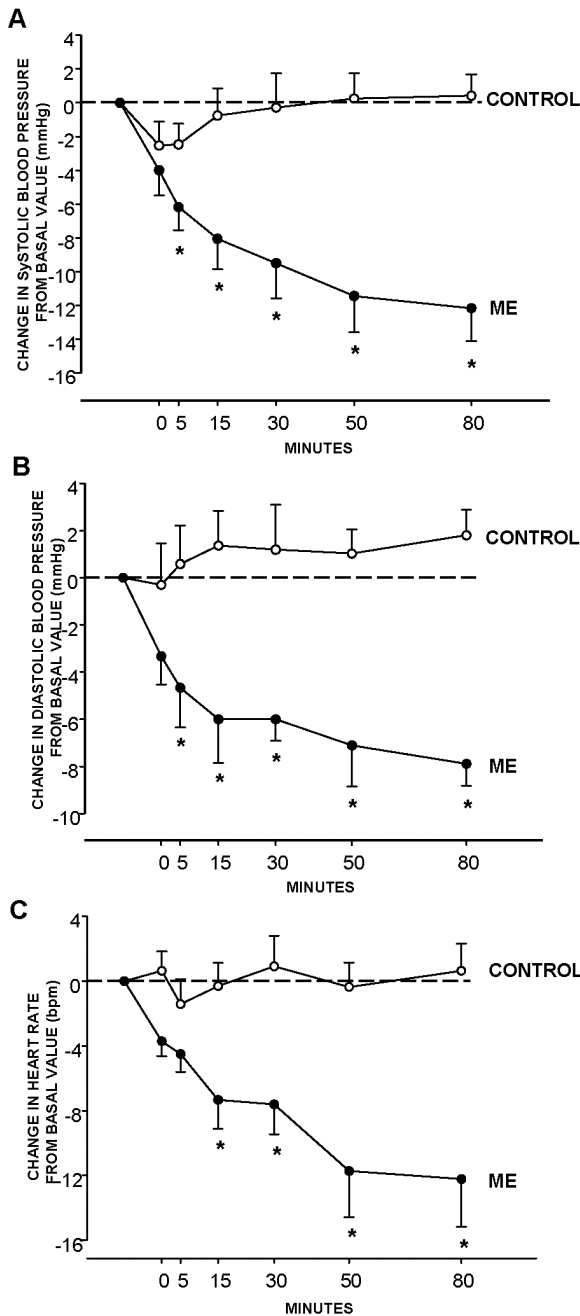 A
CHANGE IN SySTOLIC BLOOD PRESSURE
FROM BASAL VALUE (mmHg)
4
2
0
-2
-4
-6
-8
-10
-12
-14
-16
CONTROL
ME
*
*
*
*
*
0 5 15 30 50 80
MINUTES
B
CHANGE IN DIASTOLIC BLOOD PRESSURE
FROM BASAL VALUE (mmHg)
4
2
0
-2
-4
-6
-8
-10
CONTROL
ME
*
*
*
*
*
0 5 15 30 50 80
MINUTES
C
CHANGE IN HEART RATE
FROM BASAL VALUE (bpm)
4
0
-4
-8
-12
-16
CONTROL
ME
*
*
*
*
0 5 15 30 50 80
MINUTES